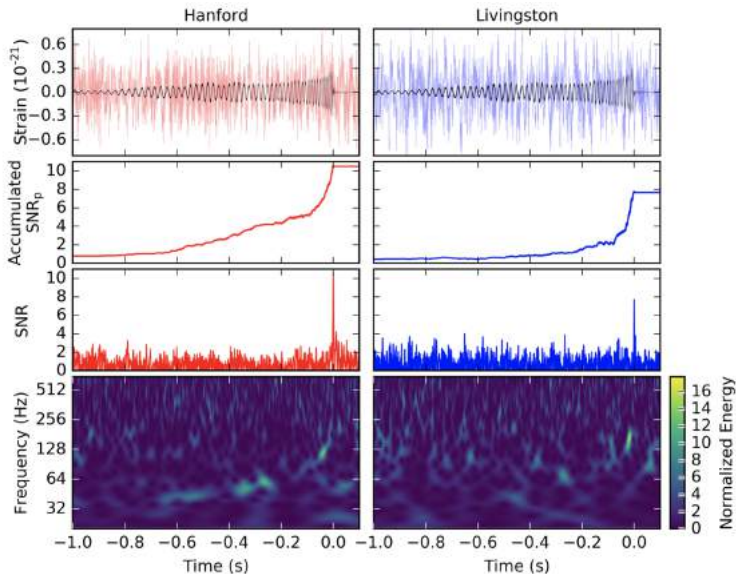 Hanford Livingston
Strain (10⁻²¹)
0.6
0.3
0.0
−0.3
−0.6
Accumulated
SNRₚ
10
8
6
4
2
0
SNR
10
8
6
4
2
0
Frequency (Hz)
512
256
128
64
32
−1.0 −0.8 −0.6 −0.4 −0.2 0.0
Time (s)
−1.0 −0.8 −0.6 −0.4 −0.2 0.0
Time (s)
16
14
12
10
8
6
4
2
0
Normalized Energy